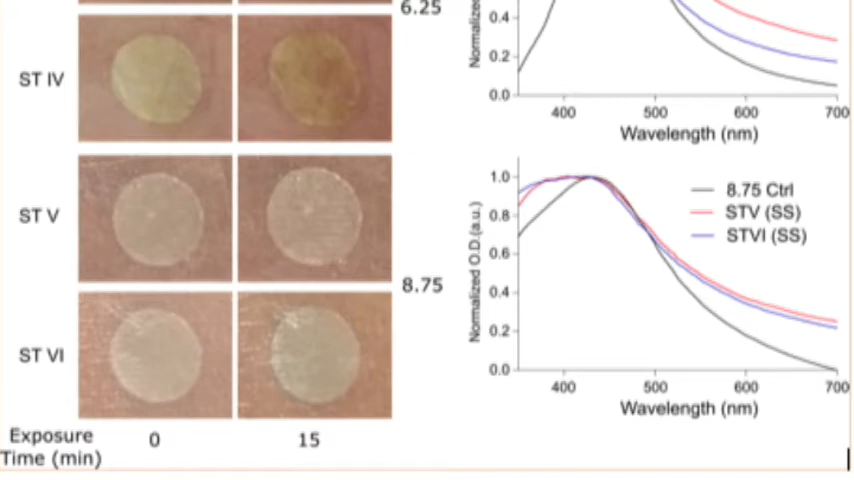 6.25
ST IV
ST V
8.75
ST VI
Exposure
Time (min)
0
15
Normalized
0.4
0.2
0.0
400
500
600
700
Wavelength (nm)
Normalized O.D.(a.u.)
1.0
0.8
0.6
0.4
0.2
0.0
8.75 Ctrl
STV (SS)
STVI (SS)
400
500
600
700
Wavelength (nm)